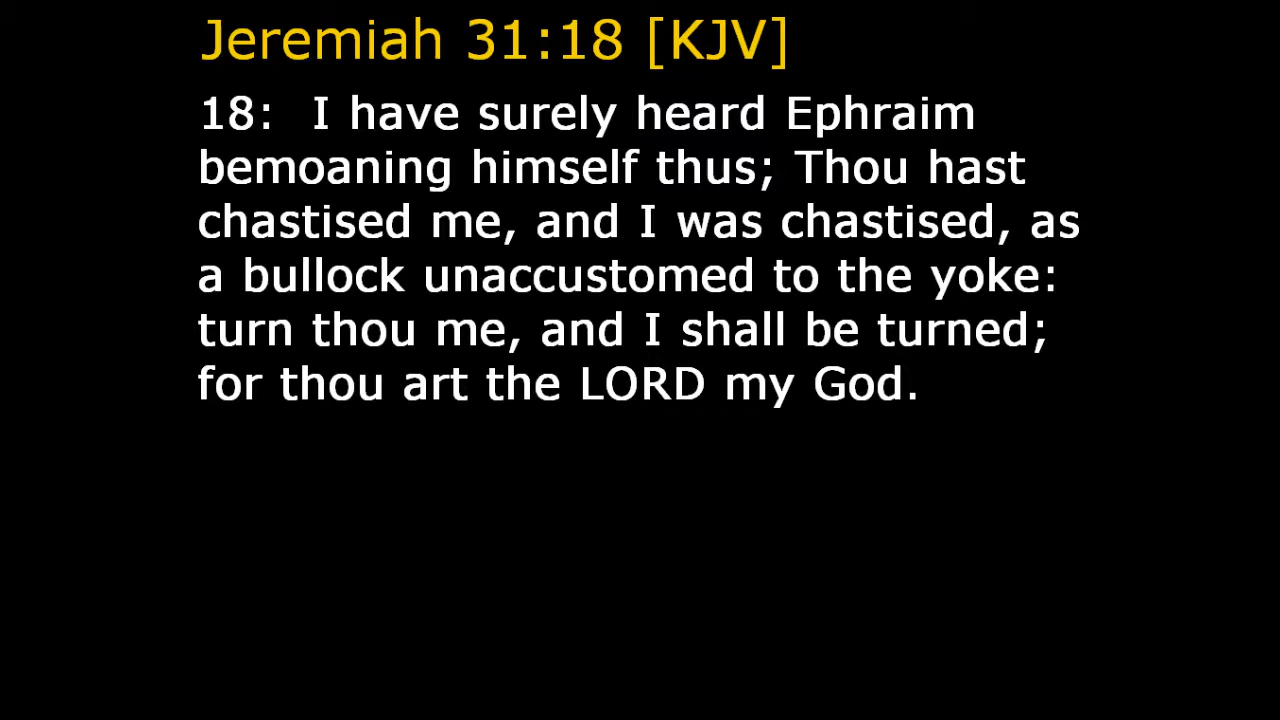 Jeremiah 31:18 [KJV]
18:  I have surely heard Ephraim
bemoaning himself thus; Thou hast
chastised me, and I was chastised, as
a bullock unaccustomed to the yoke:
turn thou me, and I shall be turned;
for thou art the LORD my God.